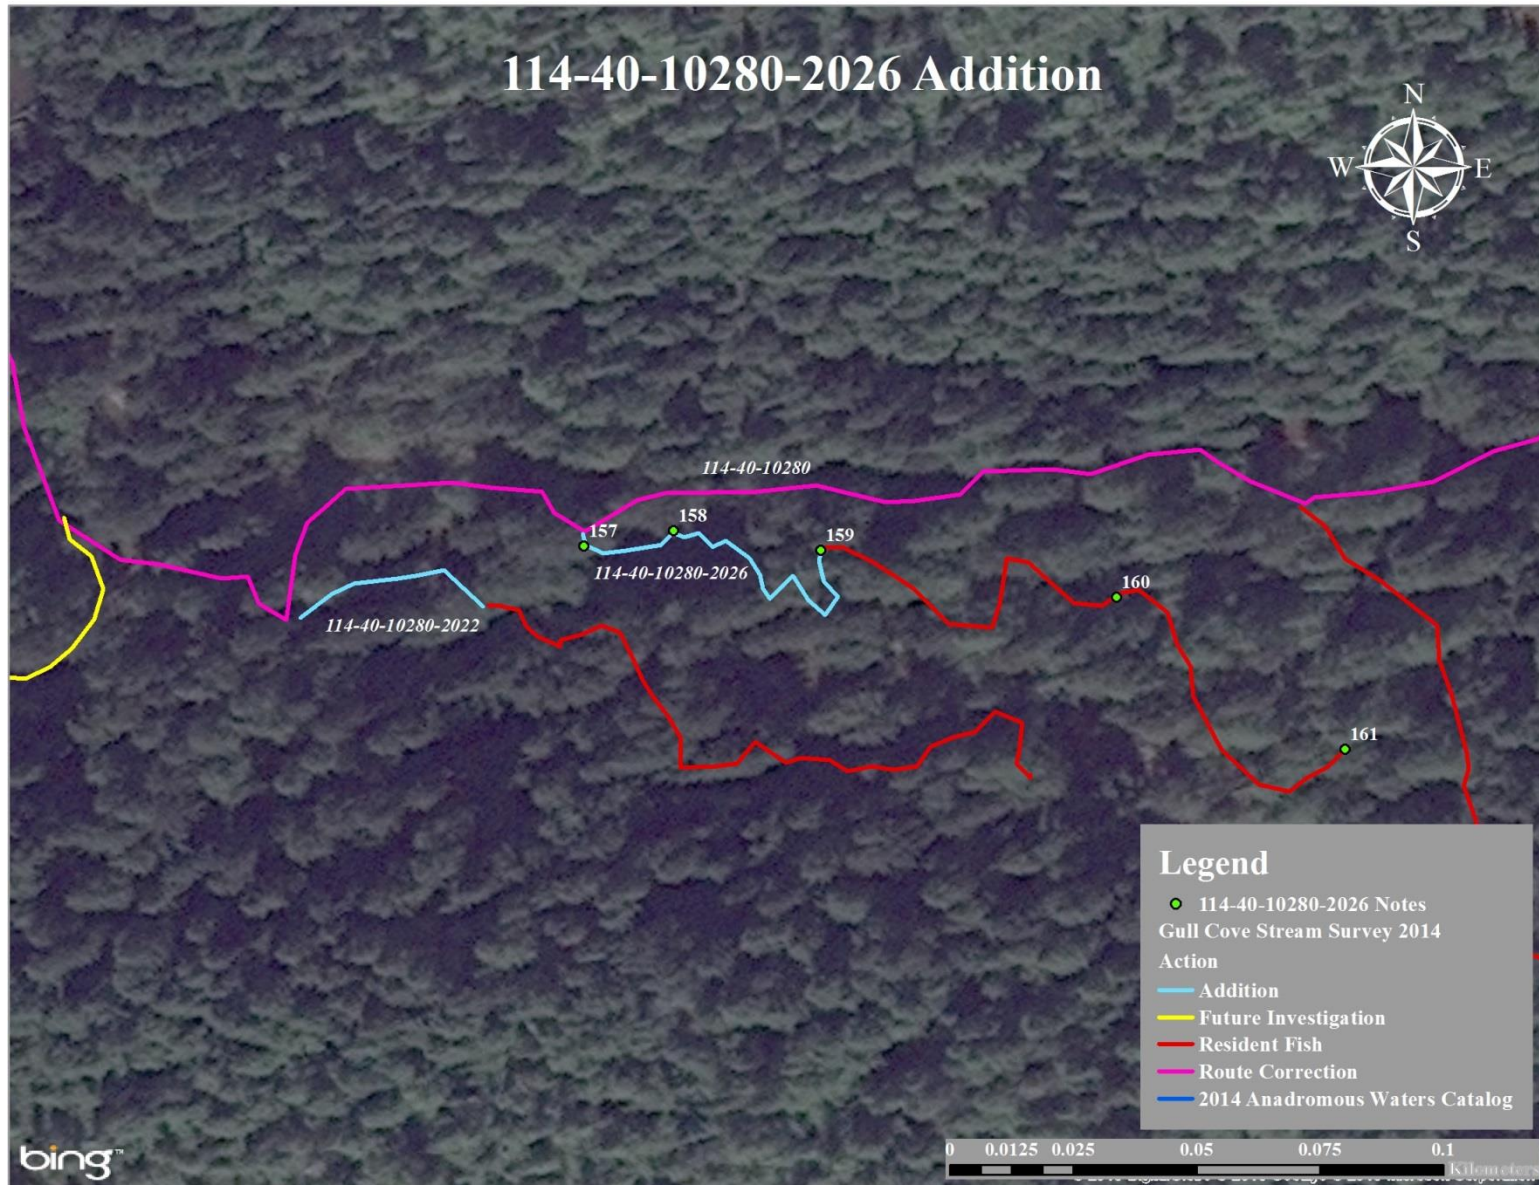 114-40-10280-2026 Addition
N
W
E
S
114-40-10280
157
158
159
114-40-10280-2026
160
114-40-10280-2022
161
Legend
114-40-10280-2026 Notes
Gull Cove Stream Survey 2014
Action
Addition
Future Investigation
Resident Fish
Route Correction
2014 Anadromous Waters Catalog
bing™
0 0.0125 0.025 0.05 0.075 0.1
Kilometers